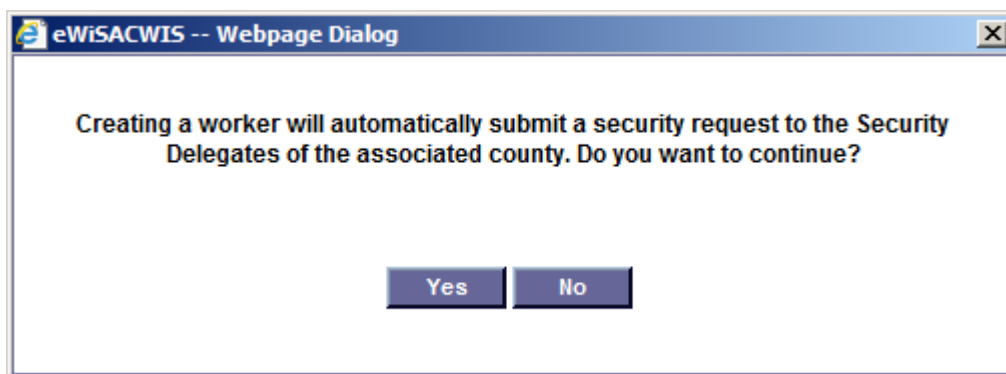 eWiSACWIS -- Webpage Dialog
Creating a worker will automatically submit a security request to the Security
Delegates of the associated county. Do you want to continue?
Yes No